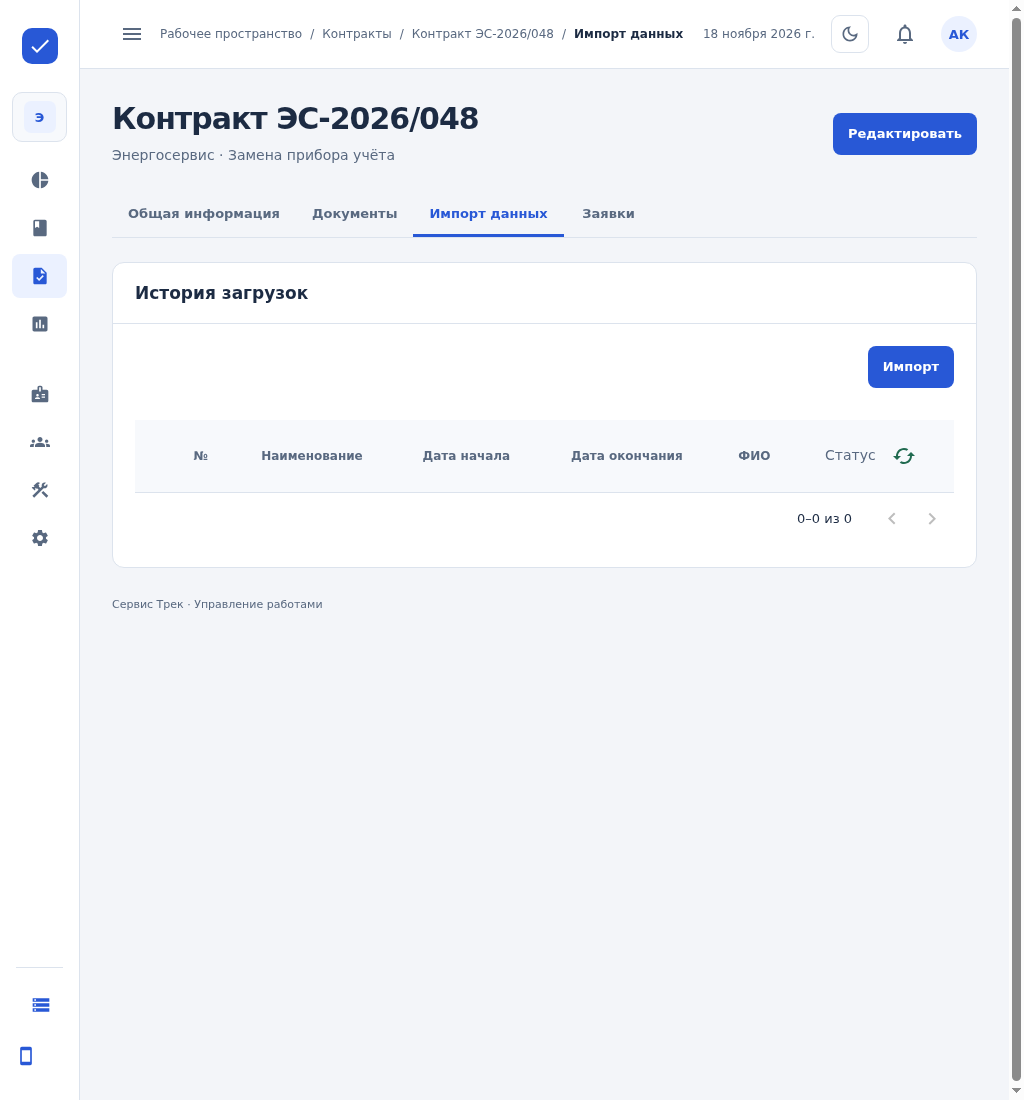 Рабочее пространство / Контракты / Контракт ЭС-2026/048 / Импорт данных 18 ноября 2026 г. АК
Э
Контракт ЭС-2026/048
Энергосервис · Замена прибора учёта
Редактировать
Общая информация Документы Импорт данных Заявки
История загрузок
Импорт
№ Наименование Дата начала Дата окончания ФИО Статус
0–0 из 0
Сервис Трек · Управление работами